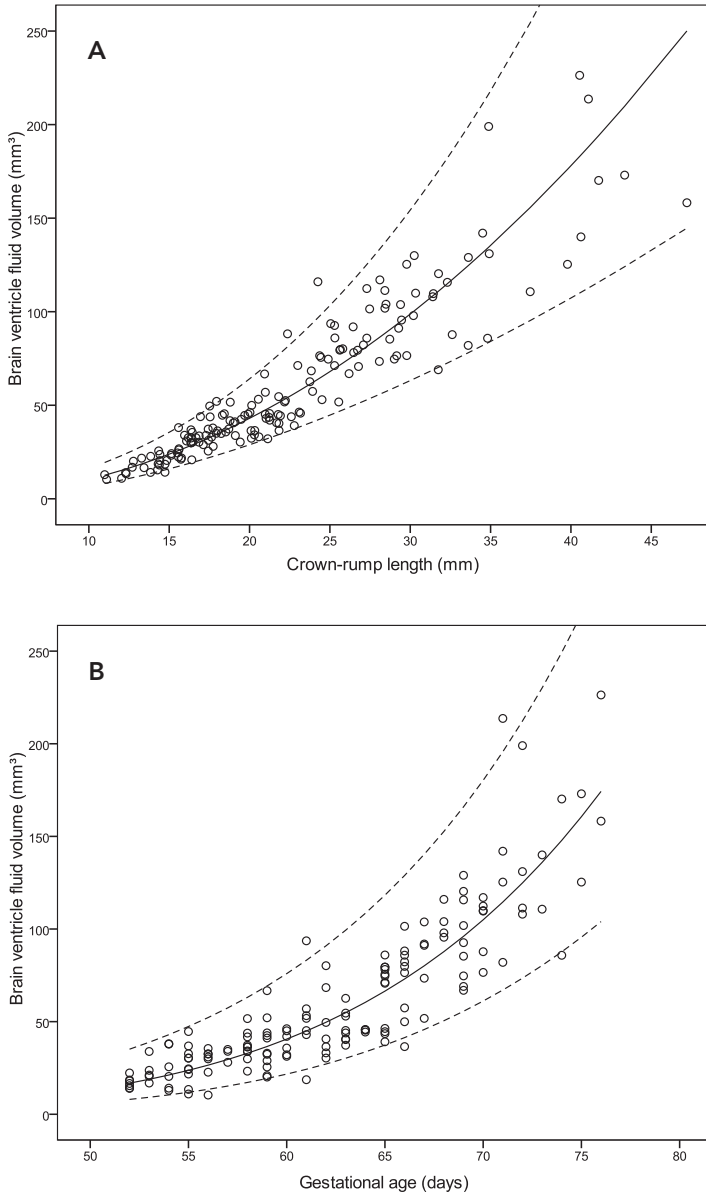 A
250
200
150
100
50
0
Brain ventricle fluid volume (mm³)
10 15 20 25 30 35 40 45
Crown-rump length (mm)
B
250
200
150
100
50
0
Brain ventricle fluid volume (mm³)
50 55 60 65 70 75 80
Gestational age (days)